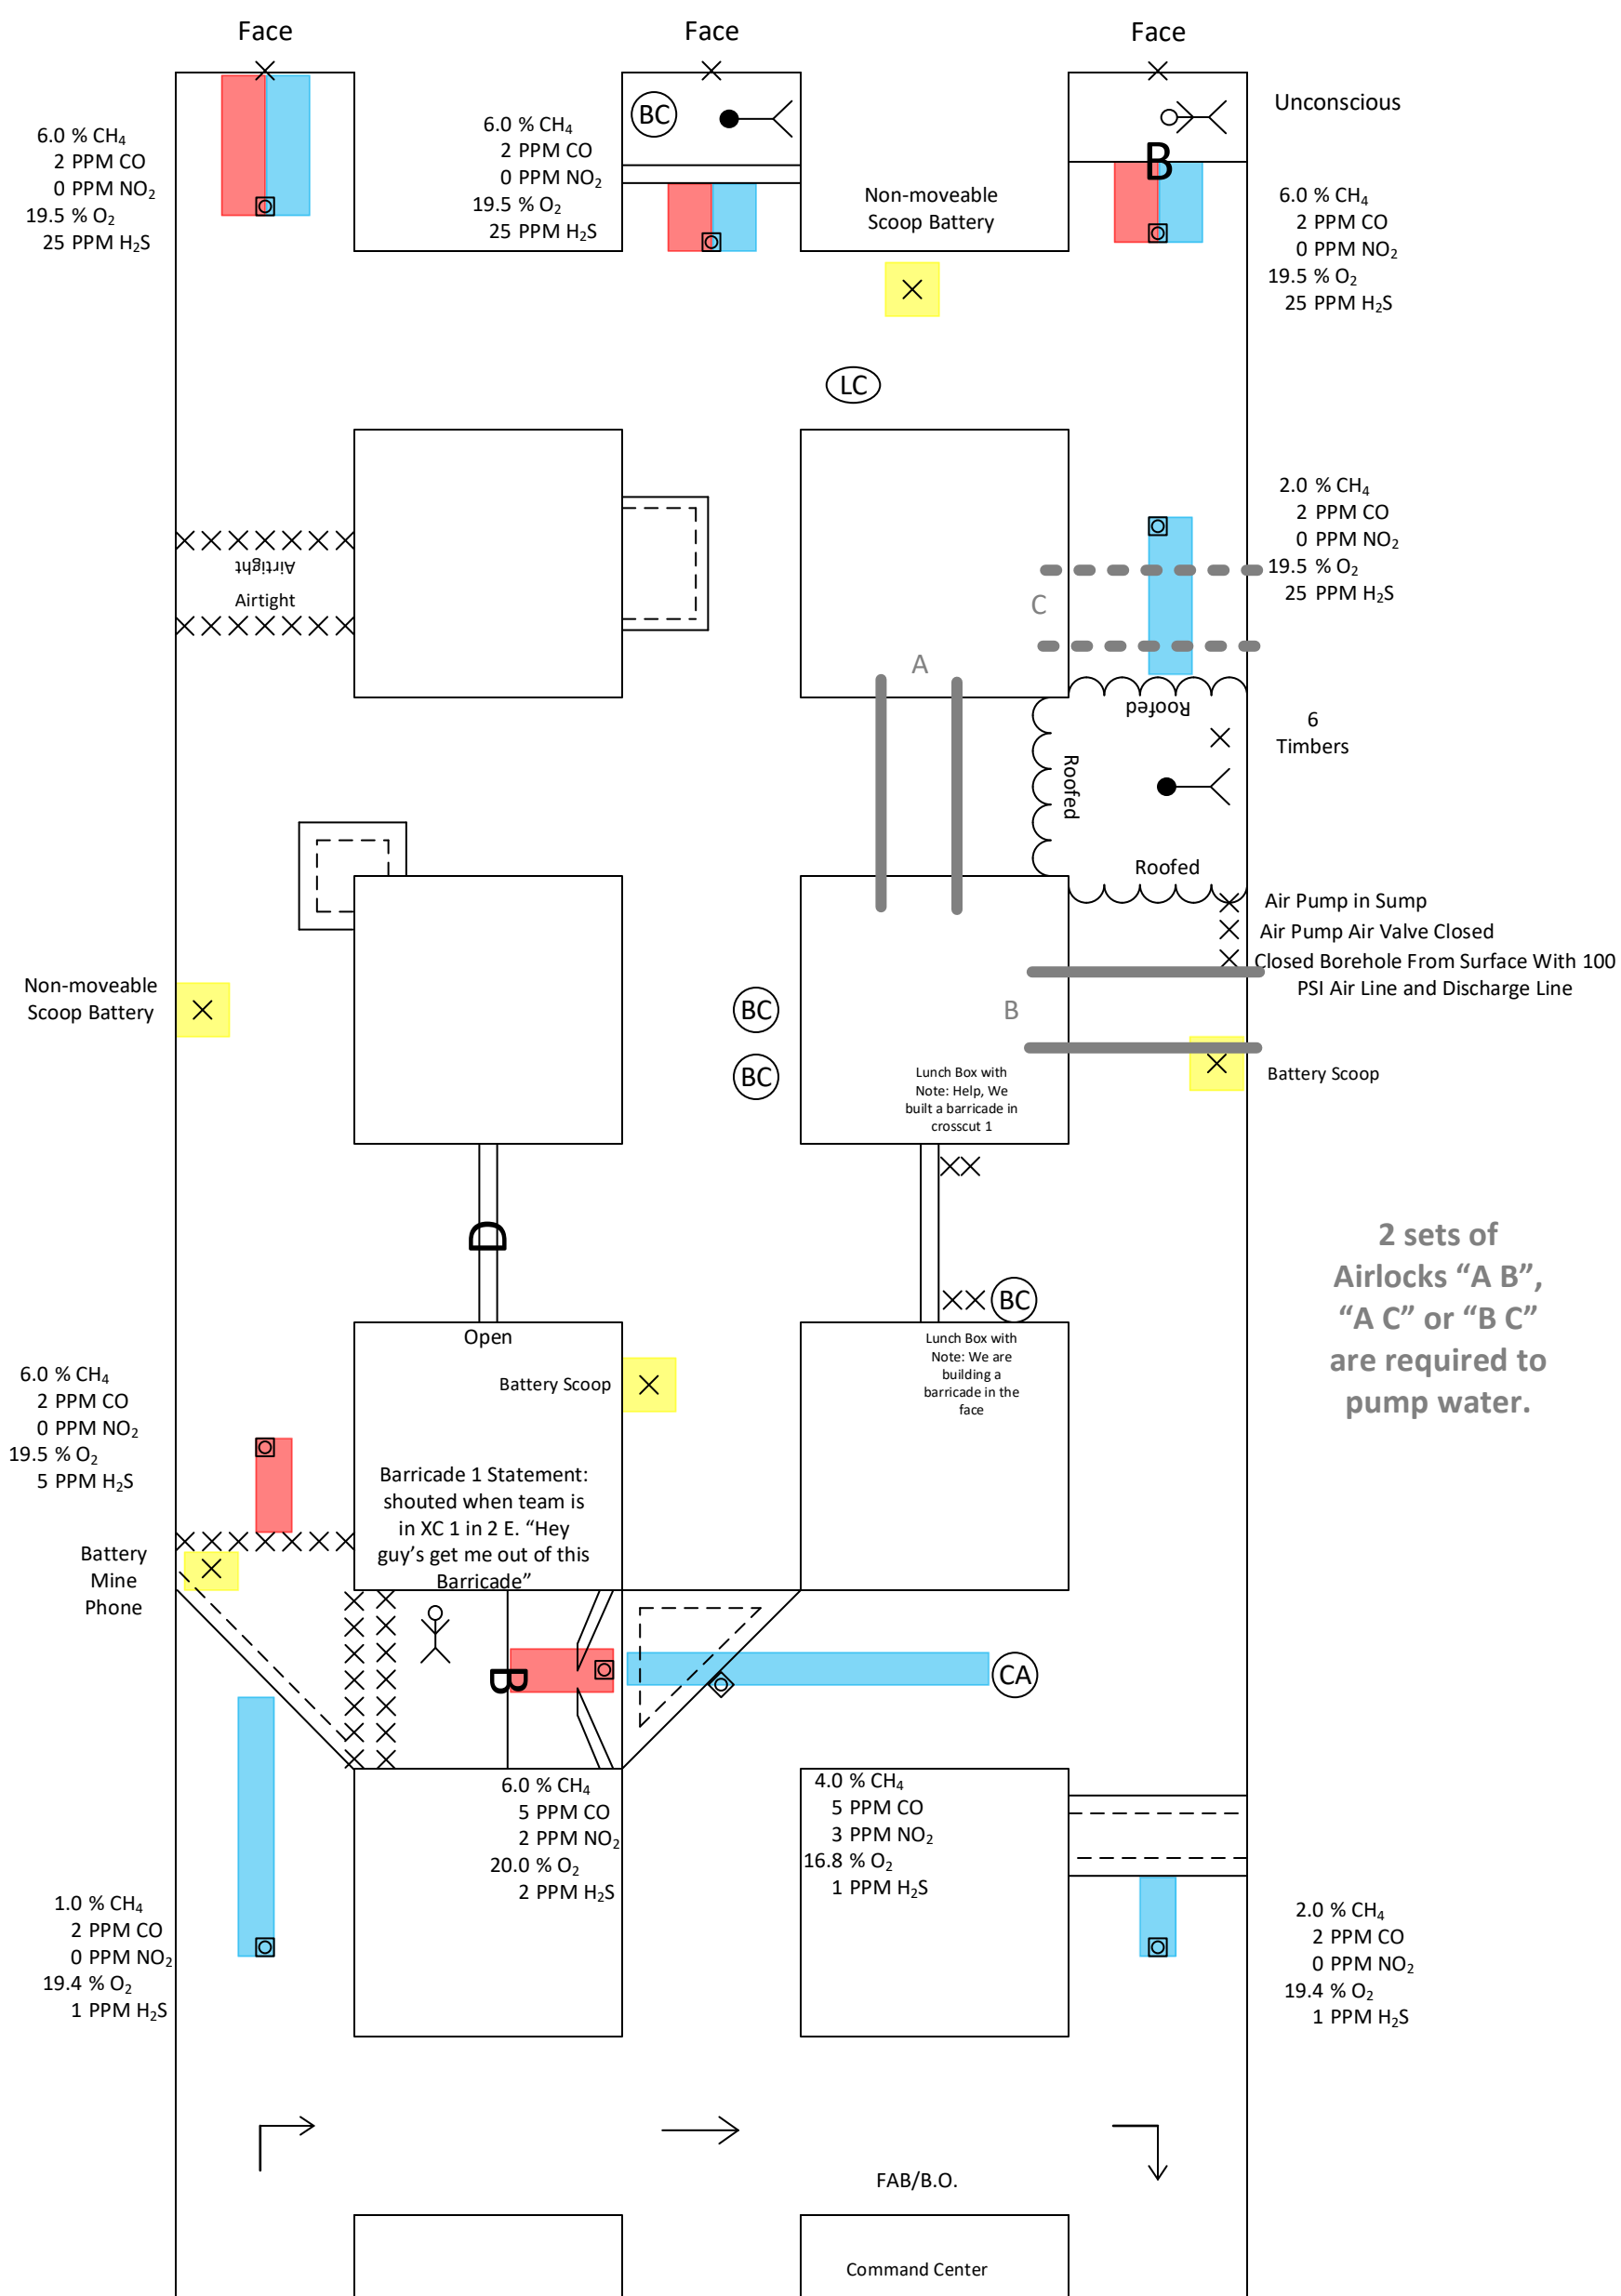 Face
Face
Face
6.0 % CH₄
2 PPM CO
0 PPM NO₂
19.5 % O₂
25 PPM H₂S
6.0 % CH₄
2 PPM CO
0 PPM NO₂
19.5 % O₂
25 PPM H₂S
BC
Non-moveable
Scoop Battery
B
Unconscious
6.0 % CH₄
2 PPM CO
0 PPM NO₂
19.5 % O₂
25 PPM H₂S
LC
2.0 % CH₄
2 PPM CO
0 PPM NO₂
19.5 % O₂
25 PPM H₂S
Airtight
Airtight
C
A
Roofed
Roofed
Roofed
6
Timbers
Air Pump in Sump
Air Pump Air Valve Closed
Closed Borehole From Surface With 100
PSI Air Line and Discharge Line
Non-moveable
Scoop Battery
BC
BC
B
Lunch Box with
Note: Help, We
built a barricade in
crosscut 1
Battery Scoop
D
Open
BC
2 sets of
Airlocks “A B”,
“A C” or “B C”
are required to
pump water.
Lunch Box with
Note: We are
building a
barricade in the
face
Battery Scoop
6.0 % CH₄
2 PPM CO
0 PPM NO₂
19.5 % O₂
5 PPM H₂S
Barricade 1 Statement:
shouted when team is
in XC 1 in 2 E. “Hey
guy’s get me out of this
Barricade”
Battery
Mine
Phone
B
CA
6.0 % CH₄
5 PPM CO
2 PPM NO₂
20.0 % O₂
2 PPM H₂S
4.0 % CH₄
5 PPM CO
3 PPM NO₂
16.8 % O₂
1 PPM H₂S
1.0 % CH₄
2 PPM CO
0 PPM NO₂
19.4 % O₂
1 PPM H₂S
2.0 % CH₄
2 PPM CO
0 PPM NO₂
19.4 % O₂
1 PPM H₂S
FAB/B.O.
Command Center